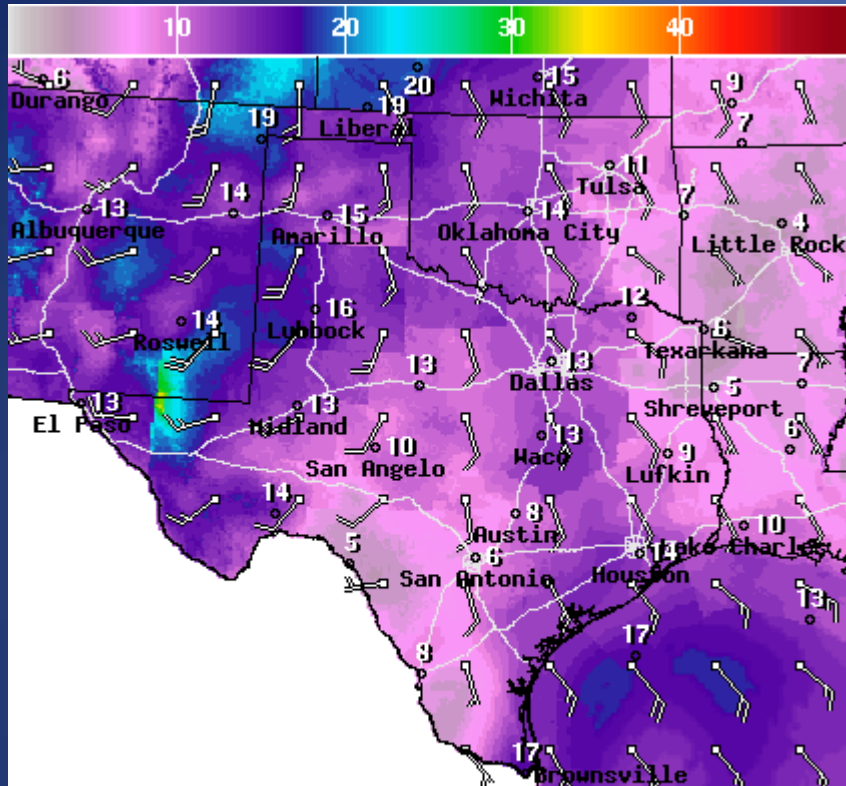 10 20 30 40
6 20 15 9
Durango 19 Liberal Wichita
19 7
11
Tulsa
13 14 15 14 7 4
Albuquerque Amarillo Oklahoma City Little Rock
14 16 12
Roswell Lubbock 6
Texarkana
13 13 7
Dallas 5
13 13 Shreveport
El Paso Midland
10 13 9 6
San Angelo Waco Lufkin
14 8 10
Austin Lake Charles
5 6 14
San Antonio Houston
13
17
8
17
Brownsville